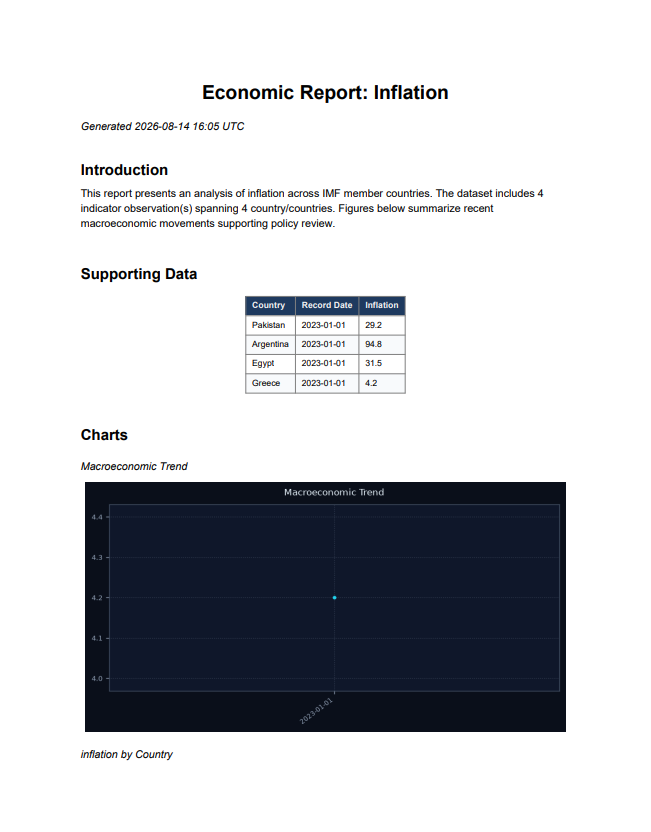 Economic Report: Inflation
Generated 2026-08-14 16:05 UTC
Introduction
This report presents an analysis of inflation across IMF member countries. The dataset includes 4
indicator observation(s) spanning 4 country/countries. Figures below summarize recent
macroeconomic movements supporting policy review.
Supporting Data
Country Record Date Inflation
Pakistan 2023-01-01 29.2
Argentina 2023-01-01 94.8
Egypt 2023-01-01 31.5
Greece 2023-01-01 4.2
Charts
Macroeconomic Trend
Macroeconomic Trend
4.4
4.3
4.2
4.1
4.0
2023-01-01
inflation by Country